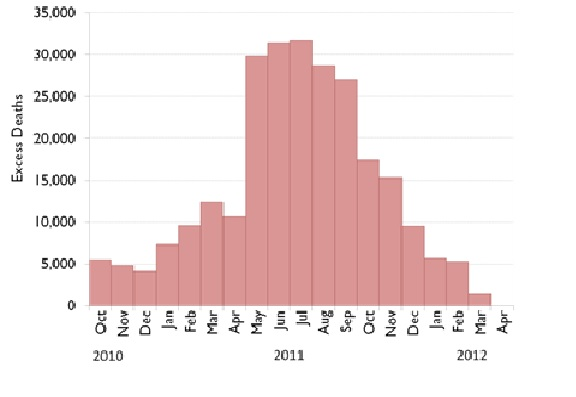 35,000
30,000
25,000
20,000
15,000
10,000
5,000
0
Excess Deaths
Oct Nov Dec Jan Feb Mar Apr May Jun Jul Aug Sep Oct Nov Dec Jan Feb Mar Apr
2010 2011 2012